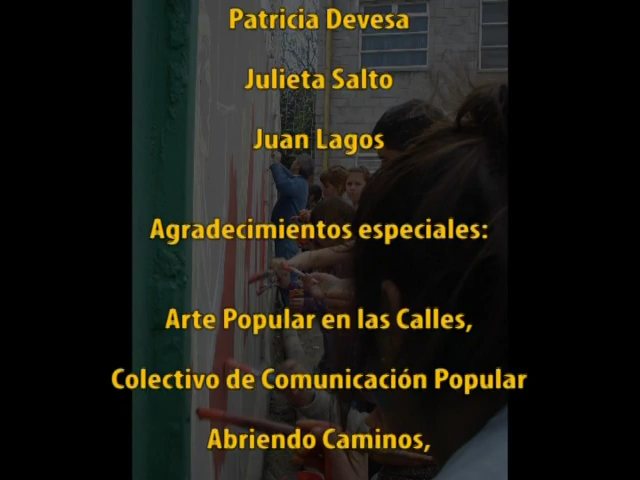 Patricia Devesa
Julieta Salto
Juan Lagos
Agradecimientos especiales:
Arte Popular en las Calles,
Colectivo de Comunicación Popular
Abriendo Caminos,